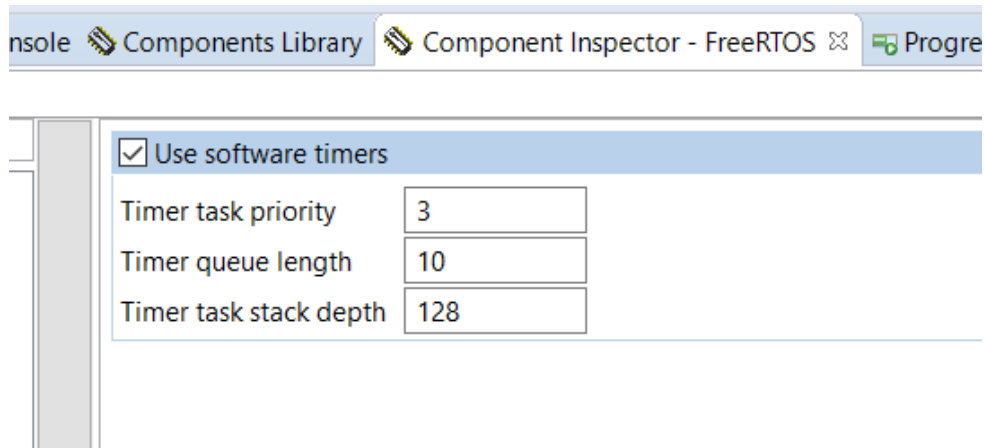 nsole Components Library Component Inspector - FreeRTOS Progre
Use software timers
Timer task priority 3
Timer queue length 10
Timer task stack depth 128